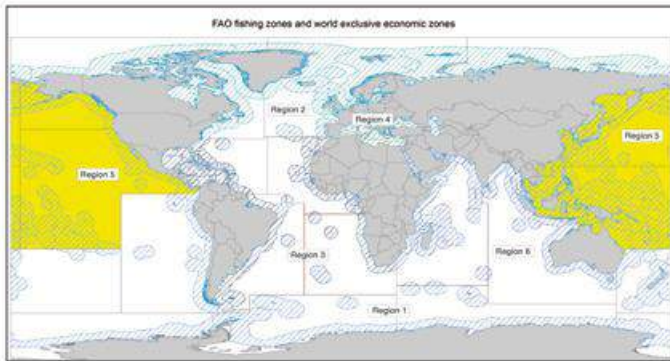 FAO fishing zones and world exclusive economic zones
Region 2
Region 4
Region 5
Region 5
Region 3
Region 6
Region 1